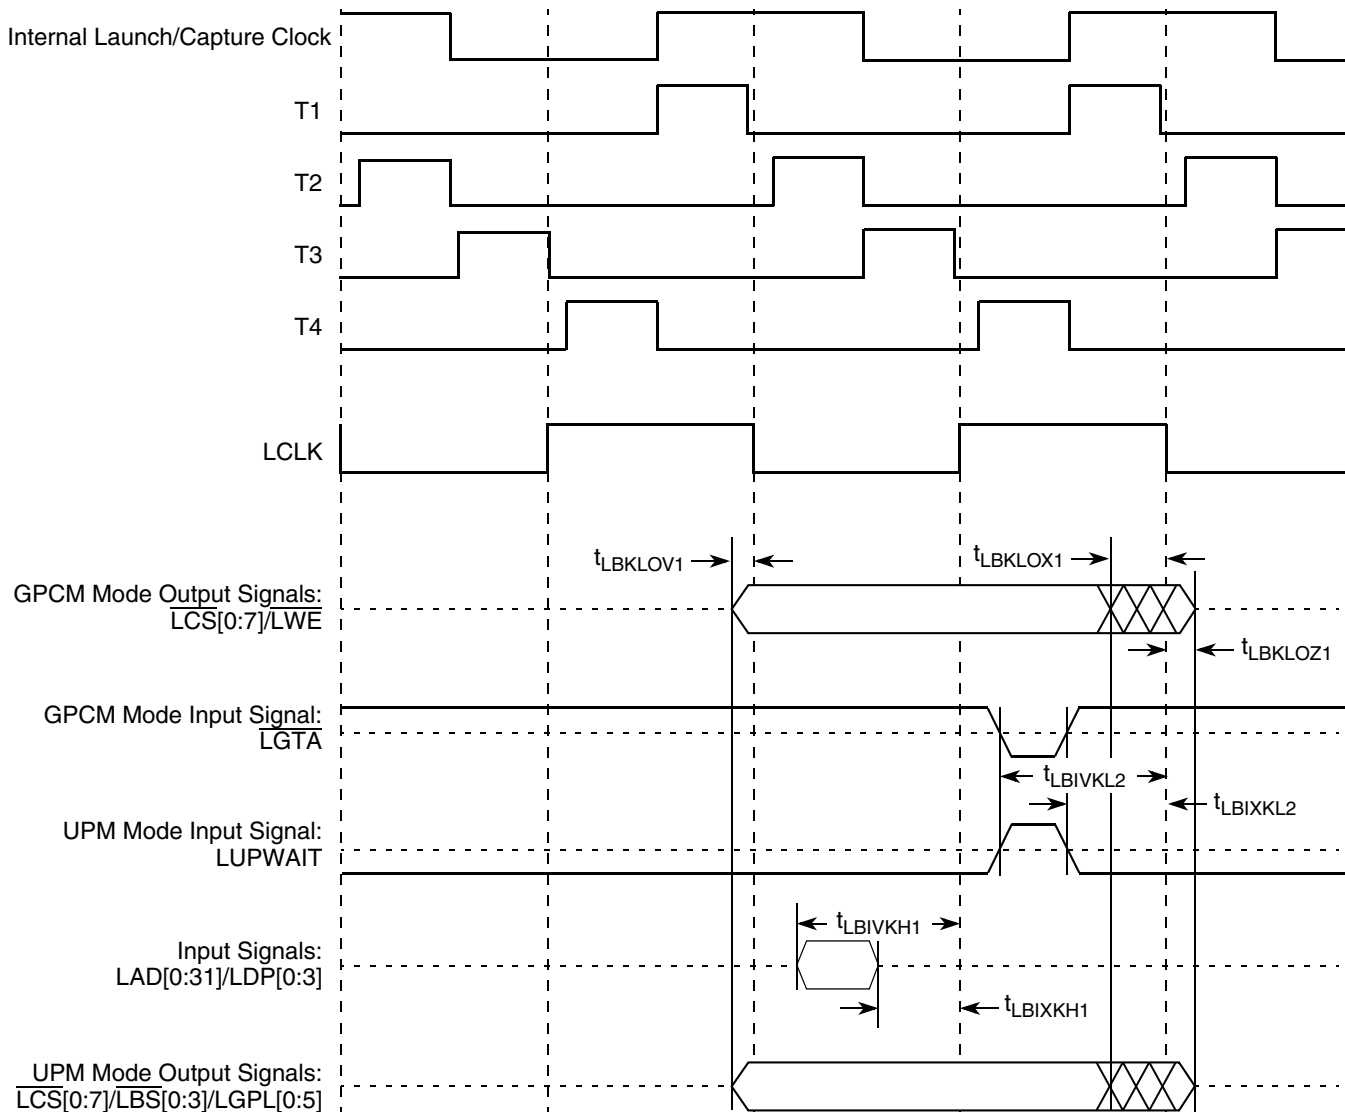 Internal Launch/Capture Clock
T1
T2
T3
T4
LCLK
tLBKLOV1
tLBKLOX1
GPCM Mode Output Signals:
LCS[0:7]/LWE
tLBKLOZ1
GPCM Mode Input Signal:
LGTA
tLBIVKL2
tLBIXKL2
UPM Mode Input Signal:
LUPWAIT
tLBIVKH1
Input Signals:
LAD[0:31]/LDP[0:3]
tLBIXKH1
UPM Mode Output Signals:
LCS[0:7]/LBS[0:3]/LGPL[0:5]